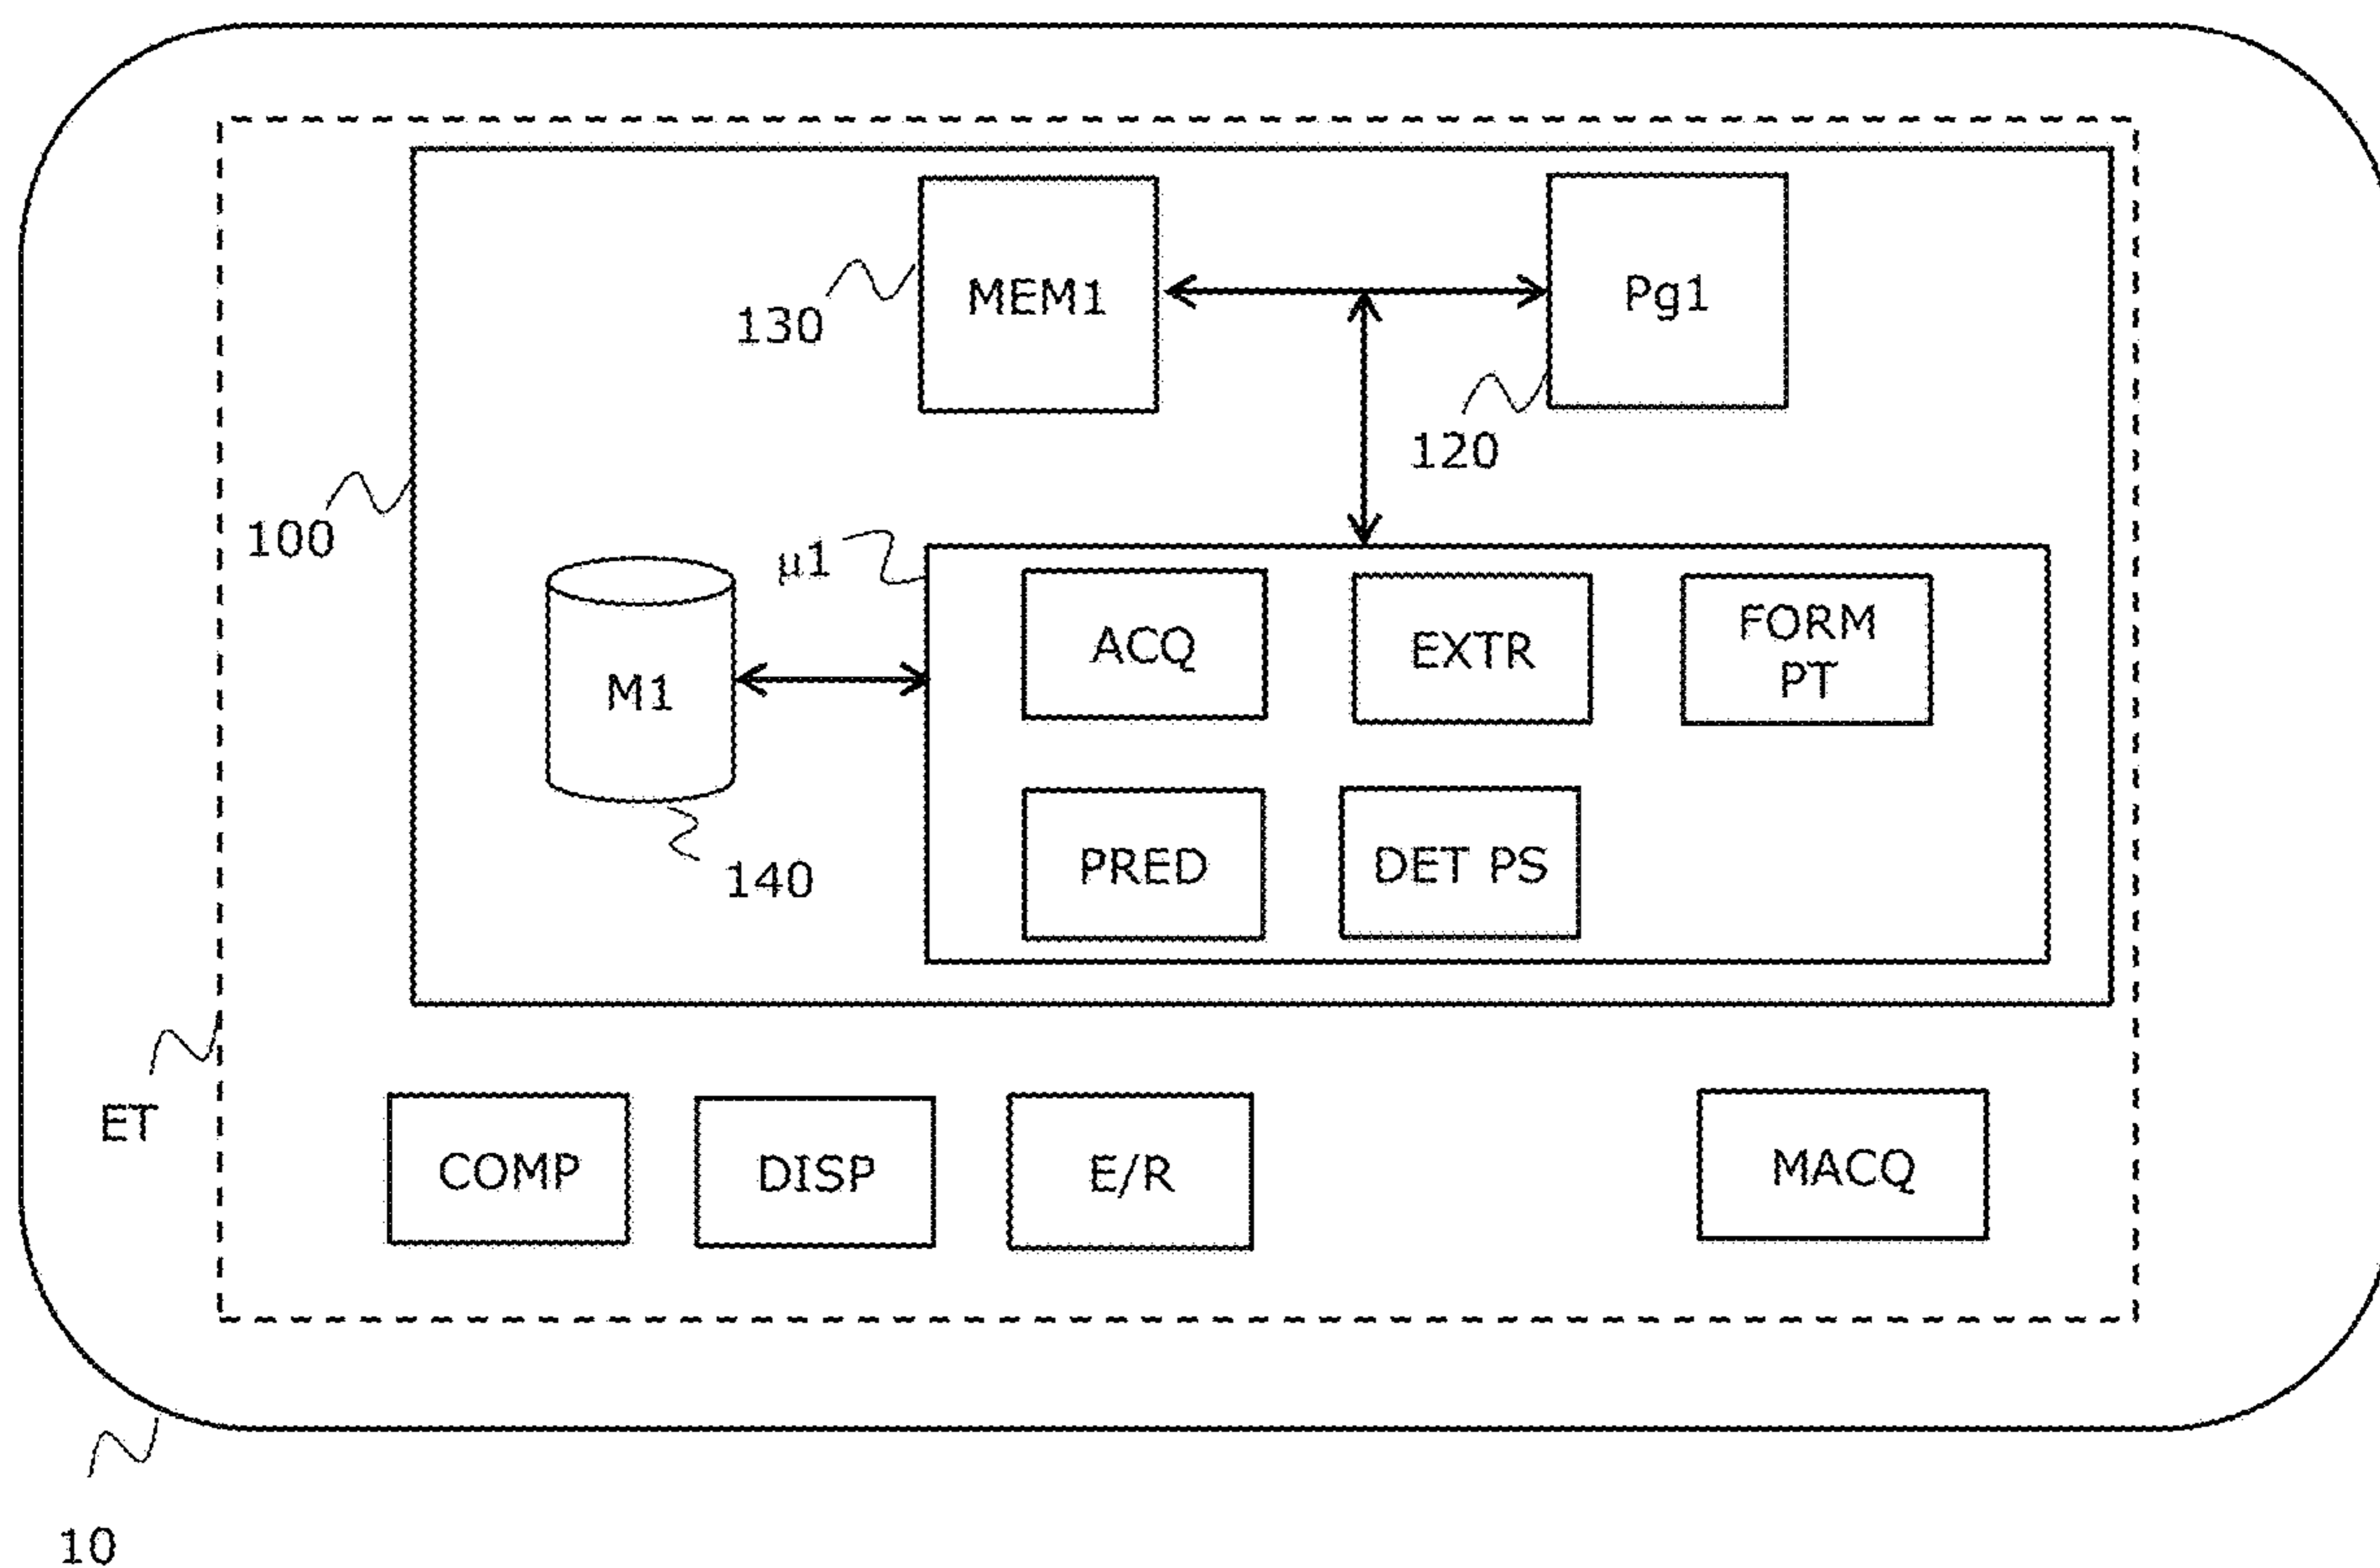 MEM1
Pg1
130
120
100
µ1
ACQ
EXTR
FORM
PT
M1
PRED
DET PS
140
ET
COMP
DISP
E/R
MACQ
10